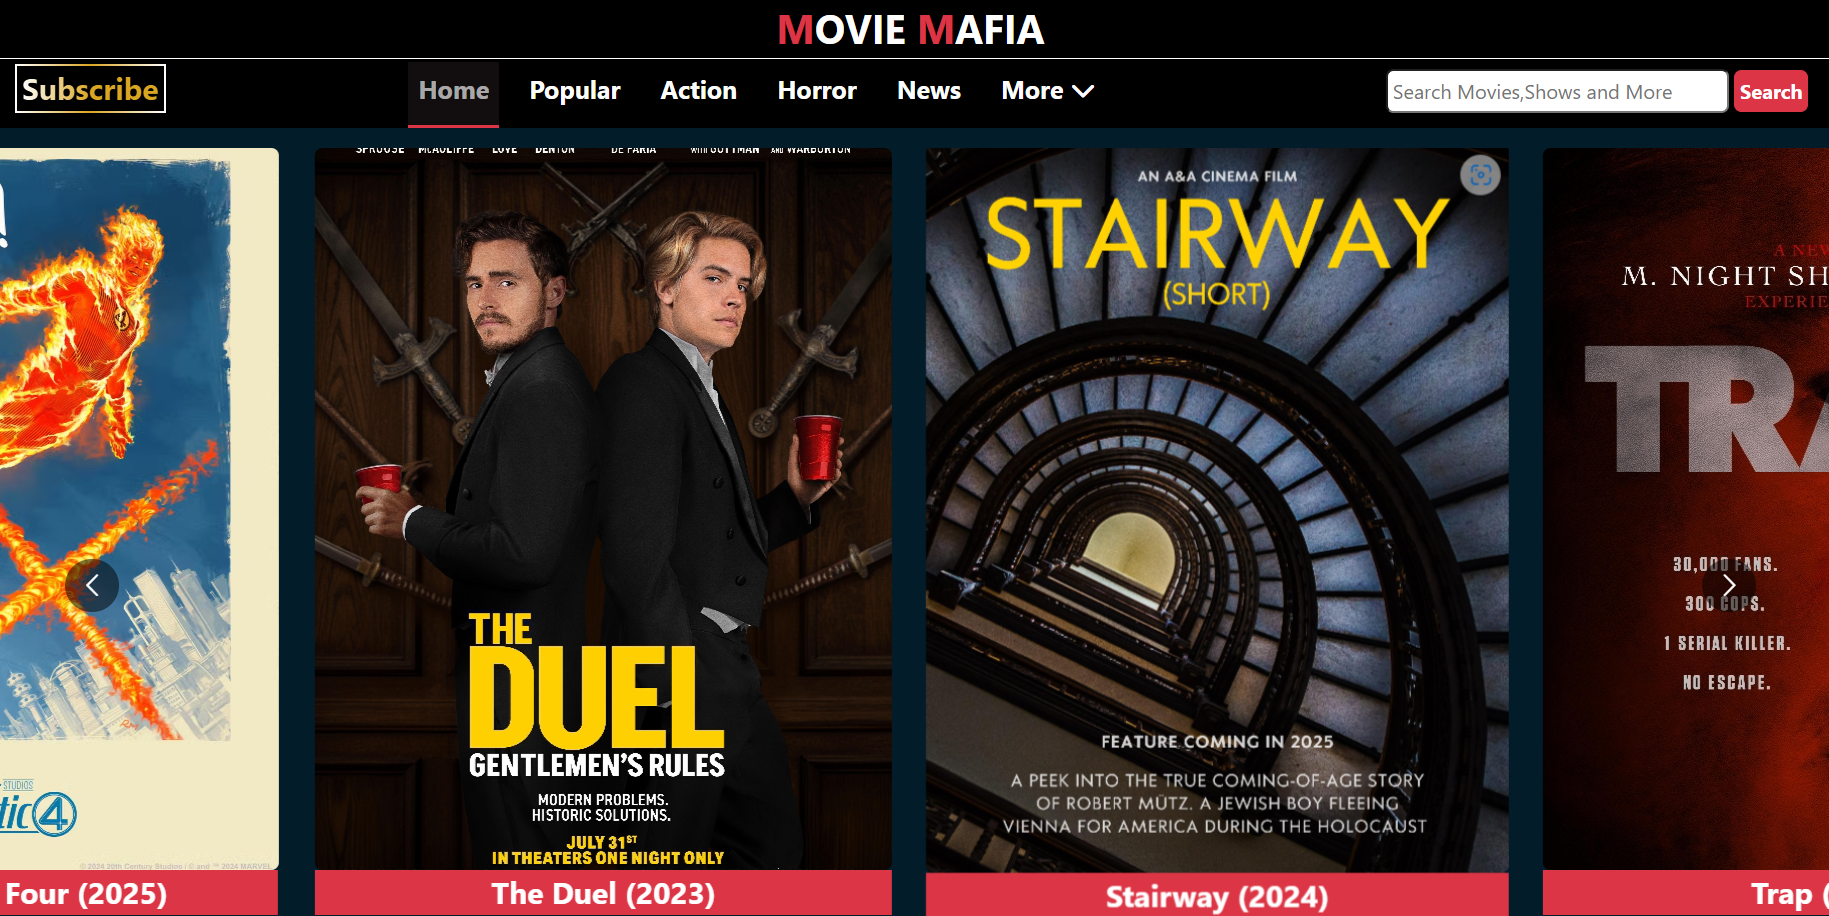 MOVIE MAFIA
Subscribe
Home
Popular
Action
Horror
News
More
Search Movies,Shows and More
Search
STUDIOS
tic 4
© 2024 20th Century Studios / © and ™ 2024 MARVEL
Four (2025)
SPROUSE MCAULIFFE LOVE DENTON DE FARIA WITH GUTTMAN AND WARBURTON
THE
DUEL
GENTLEMEN'S RULES
MODERN PROBLEMS.
HISTORIC SOLUTIONS.
JULY 31ST
IN THEATERS ONE NIGHT ONLY
The Duel (2023)
AN A&A CINEMA FILM
STAIRWAY
(SHORT)
FEATURE COMING IN 2025
A PEEK INTO THE TRUE COMING-OF-AGE STORY
OF ROBERT MÜTZ. A JEWISH BOY FLEEING
VIENNA FOR AMERICA DURING THE HOLOCAUST
Stairway (2024)
A NEW
M. NIGHT SH
EXPERIE
TRA
30,000 FANS.
300 COPS.
1 SERIAL KILLER.
NO ESCAPE.
Trap (